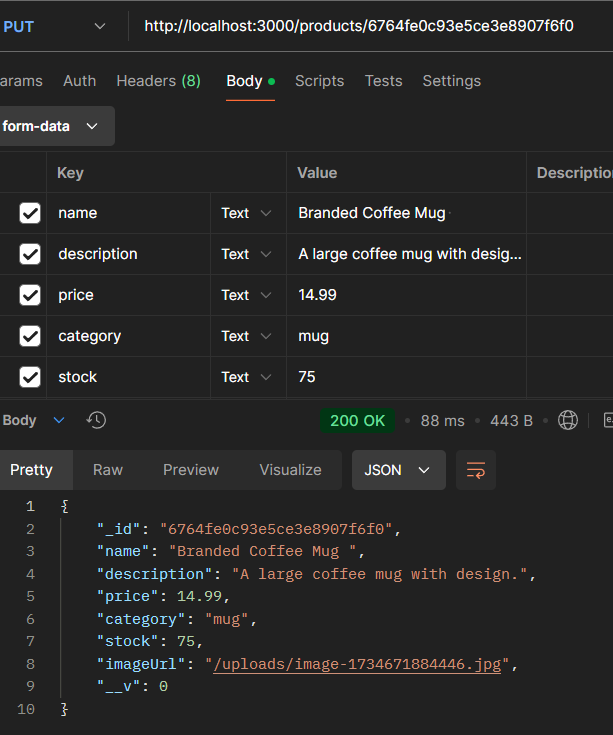 PUT http://localhost:3000/products/6764fe0c93e5ce3e8907f6f0
arams Auth Headers (8) Body Scripts Tests Settings
form-data
Key Value Descriptio
name Text Branded Coffee Mug
description Text A large coffee mug with desig...
price Text 14.99
category Text mug
stock Text 75
Body 200 OK 88 ms 443 B e.
Pretty Raw Preview Visualize JSON
1 {
2 "_id": "6764fe0c93e5ce3e8907f6f0",
3 "name": "Branded Coffee Mug ",
4 "description": "A large coffee mug with design.",
5 "price": 14.99,
6 "category": "mug",
7 "stock": 75,
8 "imageUrl": "/uploads/image-1734671884446.jpg",
9 "__v": 0
10 }